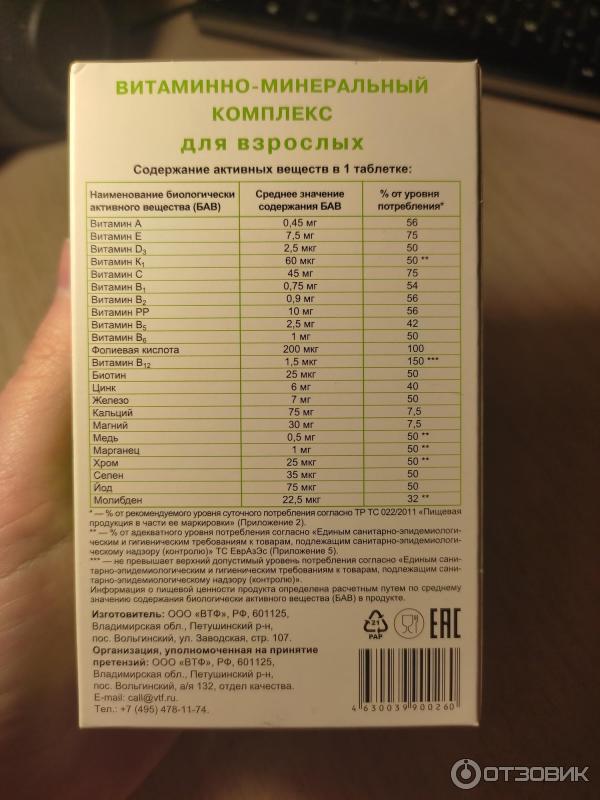 ВИТАМИННО-МИНЕРАЛЬНЫЙ
КОМПЛЕКС
для взрослых
Содержание активных веществ в 1 таблетке:
Наименование биологически активного вещества (БАВ) Среднее значение содержания БАВ % от уровня потребления*
Витамин A 0,45 мг 56
Витамин E 7,5 мг 75
Витамин D3 2,5 мкг 50
Витамин K1 60 мкг 50 **
Витамин C 45 мг 75
Витамин B1 0,75 мг 54
Витамин B2 0,9 мг 56
Витамин PP 10 мг 56
Витамин B5 2,5 мг 42
Витамин B6 1 мг 50
Фолиевая кислота 200 мкг 100
Витамин B12 1,5 мкг 150 ***
Биотин 25 мкг 50
Цинк 6 мг 40
Железо 7 мг 50
Кальций 75 мг 7,5
Магний 30 мг 7,5
Медь 0,5 мг 50 **
Марганец 1 мг 50 **
Хром 25 мкг 50 **
Селен 35 мкг 50
Йод 75 мкг 50
Молибден 22,5 мкг 32 **
* — % от рекомендуемого уровня суточного потребления согласно ТР ТС 022/2011 «Пищевая
продукция в части ее маркировки» (Приложение 2).
** — % от адекватного уровня потребления согласно «Единым санитарно-эпидемиологи-
ческим и гигиеническим требованиям к товарам, подлежащим санитарно-эпидемиологиче-
скому надзору (контролю)» ТС ЕврАзЭс (Приложение 5).
*** — не превышает верхний допустимый уровень потребления согласно «Единым сани-
тарно-эпидемиологическим и гигиеническим требованиям к товарам, подлежащим сани-
тарно-эпидемиологическому надзору (контролю)».
Информация о пищевой ценности продукта определена расчетным путем по среднему
значению содержания биологически активного вещества (БАВ) в продукте.
Изготовитель: ООО «ВТФ», РФ, 601125,
Владимирская обл., Петушинский р-н,
пос. Вольгинский, ул. Заводская, стр. 107.
Организация, уполномоченная на принятие
претензий: ООО «ВТФ», РФ, 601125,
Владимирская обл., Петушинский р-н,
пос. Вольгинский, а/я 132, отдел качества.
E-mail: call@vtf.ru
Тел.: +7 (495) 478-11-74.
21
PAP
EAC
4630039900260
ОТЗОВИК